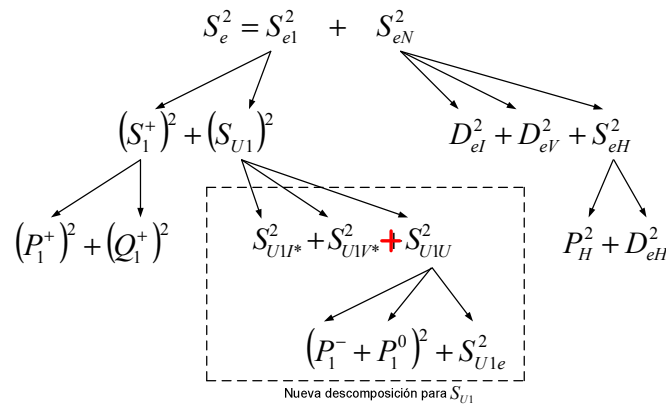 S_e^2 = S_{e1}^2 + S_{eN}^2
(S_1^+)^2 + (S_{U1})^2
D_{eI}^2 + D_{eV}^2 + S_{eH}^2
(P_1^+)^2 + (Q_1^+)^2
S_{U1I*}^2 + S_{U1V*}^2 + S_{U1U}^2
P_H^2 + D_{eH}^2
(P_1^- + P_1^0)^2 + S_{U1e}^2
Nueva descomposición para S_{U1}